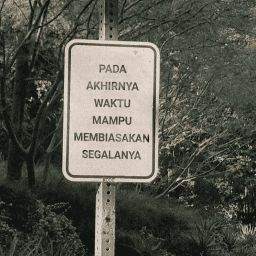 PADA
AKHIRNYA
WAKTU
MAMPU
MEMBIASAKAN
SEGALANYA